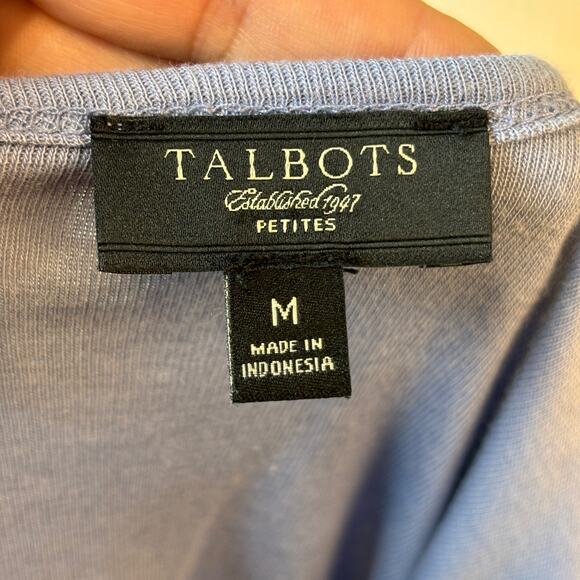 TALBOTS
Established 1947
PETITES
M
MADE IN
INDONESIA